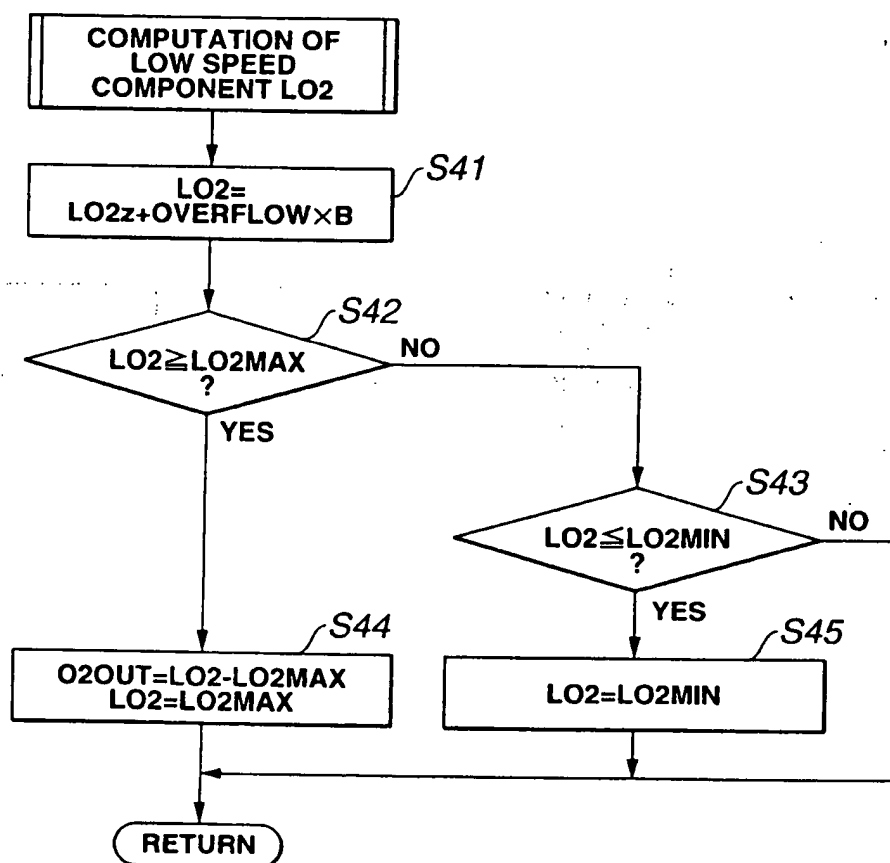 COMPUTATION OF
LOW SPEED
COMPONENT LO2
S41
LO2=
LO2z+OVERFLOW×B
S42
LO2≧LO2MAX
?
NO
YES
S43
LO2≦LO2MIN
?
NO
YES
S44
O2OUT=LO2-LO2MAX
LO2=LO2MAX
S45
LO2=LO2MIN
RETURN